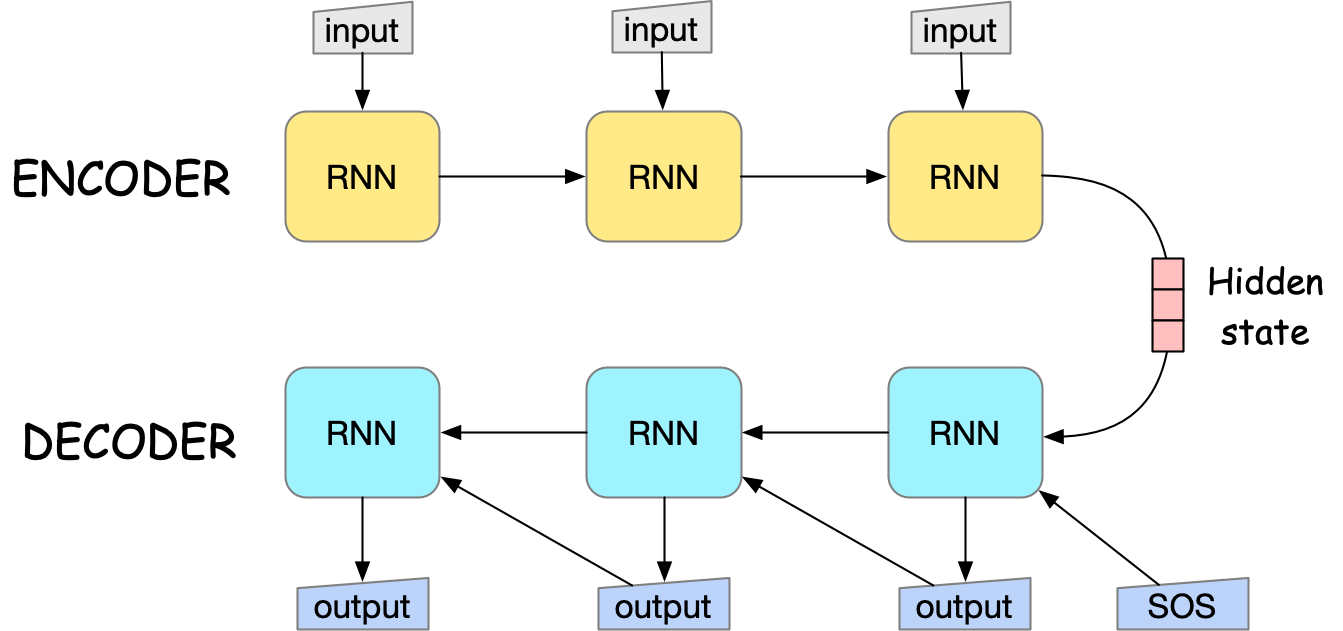 input
input
input
ENCODER
RNN
RNN
RNN
Hidden
state
DECODER
RNN
RNN
RNN
output
output
output
SOS